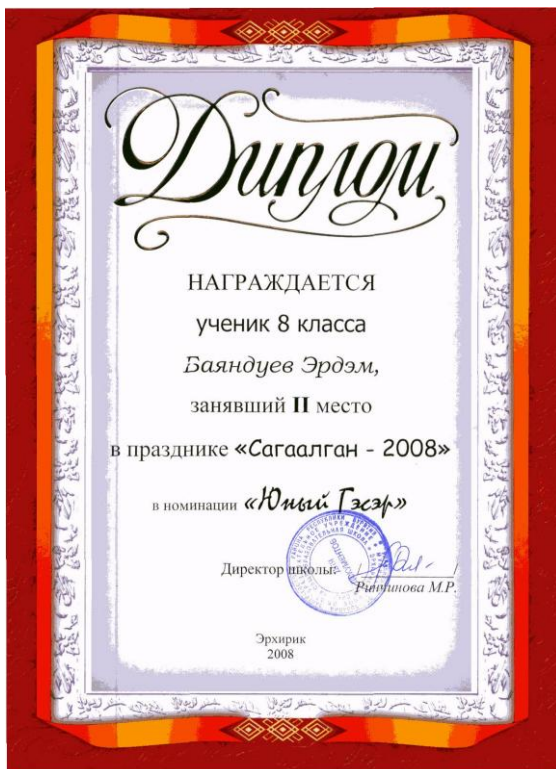 Диплом
НАГРАЖДАЕТСЯ
ученик 8 класса
Баяндуев Эрдэм,
занявший II место
в празднике «Сагаалган - 2008»
в номинации «Юный Гэсэр»
Директор школы:
Ринчинова М.Р.
Эрхирик
2008